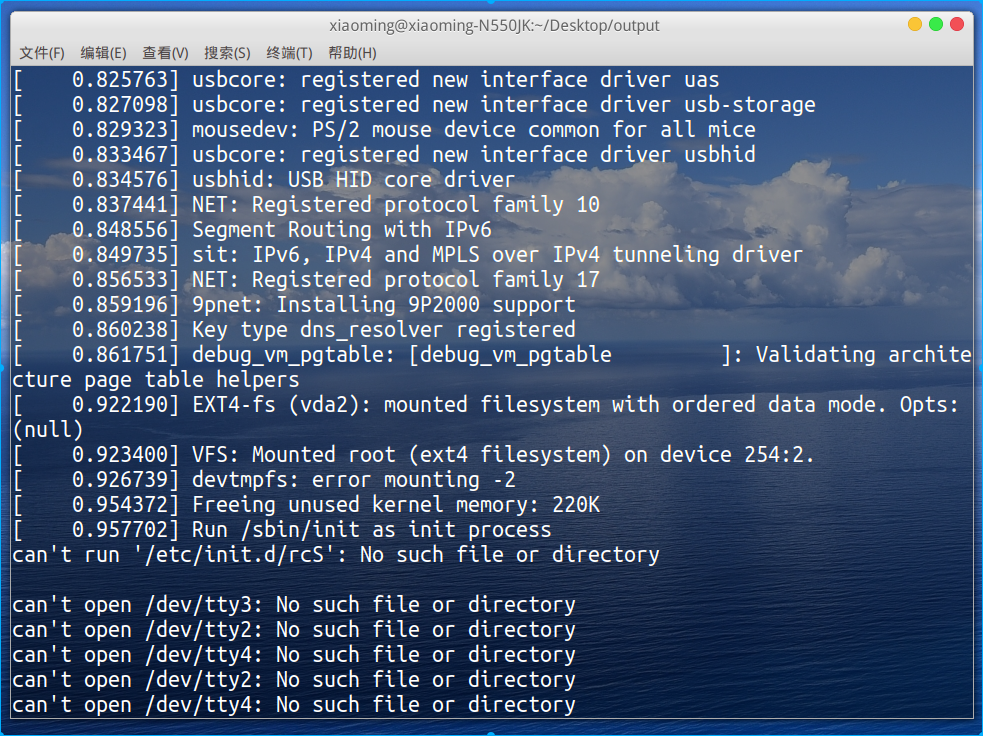 xiaoming@xiaoming-N550JK:~/Desktop/output
文件(F) 编辑(E) 查看(V) 搜索(S) 终端(T) 帮助(H)
[    0.825763] usbcore: registered new interface driver uas
[    0.827098] usbcore: registered new interface driver usb-storage
[    0.829323] mousedev: PS/2 mouse device common for all mice
[    0.833467] usbcore: registered new interface driver usbhid
[    0.834576] usbhid: USB HID core driver
[    0.837441] NET: Registered protocol family 10
[    0.848556] Segment Routing with IPv6
[    0.849735] sit: IPv6, IPv4 and MPLS over IPv4 tunneling driver
[    0.856533] NET: Registered protocol family 17
[    0.859196] 9pnet: Installing 9P2000 support
[    0.860238] Key type dns_resolver registered
[    0.861751] debug_vm_pgtable: [debug_vm_pgtable         ]: Validating archite
cture page table helpers
[    0.922190] EXT4-fs (vda2): mounted filesystem with ordered data mode. Opts:
(null)
[    0.923400] VFS: Mounted root (ext4 filesystem) on device 254:2.
[    0.926739] devtmpfs: error mounting -2
[    0.954372] Freeing unused kernel memory: 220K
[    0.957702] Run /sbin/init as init process
can't run '/etc/init.d/rcS': No such file or directory
can't open /dev/tty3: No such file or directory
can't open /dev/tty2: No such file or directory
can't open /dev/tty4: No such file or directory
can't open /dev/tty2: No such file or directory
can't open /dev/tty4: No such file or directory